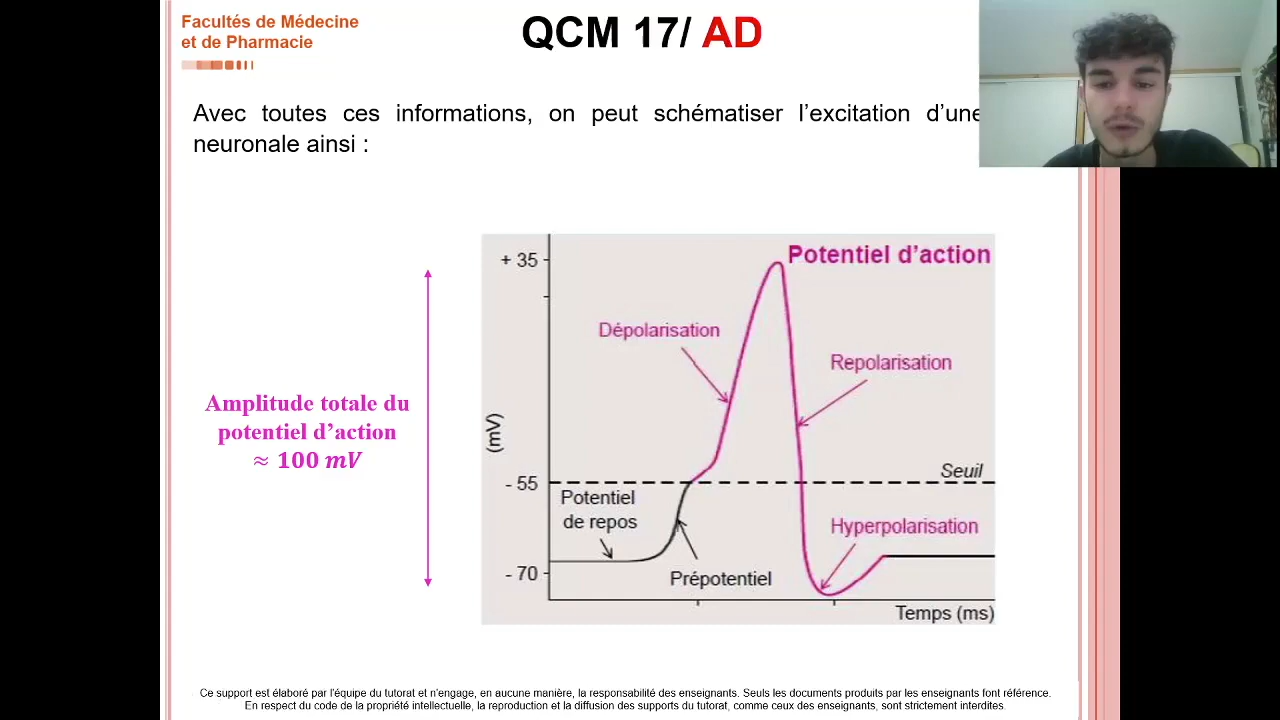 Facultés de Médecine
et de Pharmacie
QCM 17/ AD
Avec toutes ces informations, on peut schématiser l’excitation d’une
neuronale ainsi :
+ 35
Potentiel d’action
Dépolarisation
Repolarisation
Amplitude totale du
potentiel d’action
≈ 100 mV
(mV)
Seuil
- 55
Potentiel
de repos
Hyperpolarisation
- 70
Prépotentiel
Temps (ms)
Ce support est élaboré par l’équipe du tutorat et n’engage, en aucune manière, la responsabilité des enseignants. Seuls les documents produits par les enseignants font référence.
En respect du code de la propriété intellectuelle, la reproduction et la diffusion des supports du tutorat, comme ceux des enseignants, sont strictement interdites.